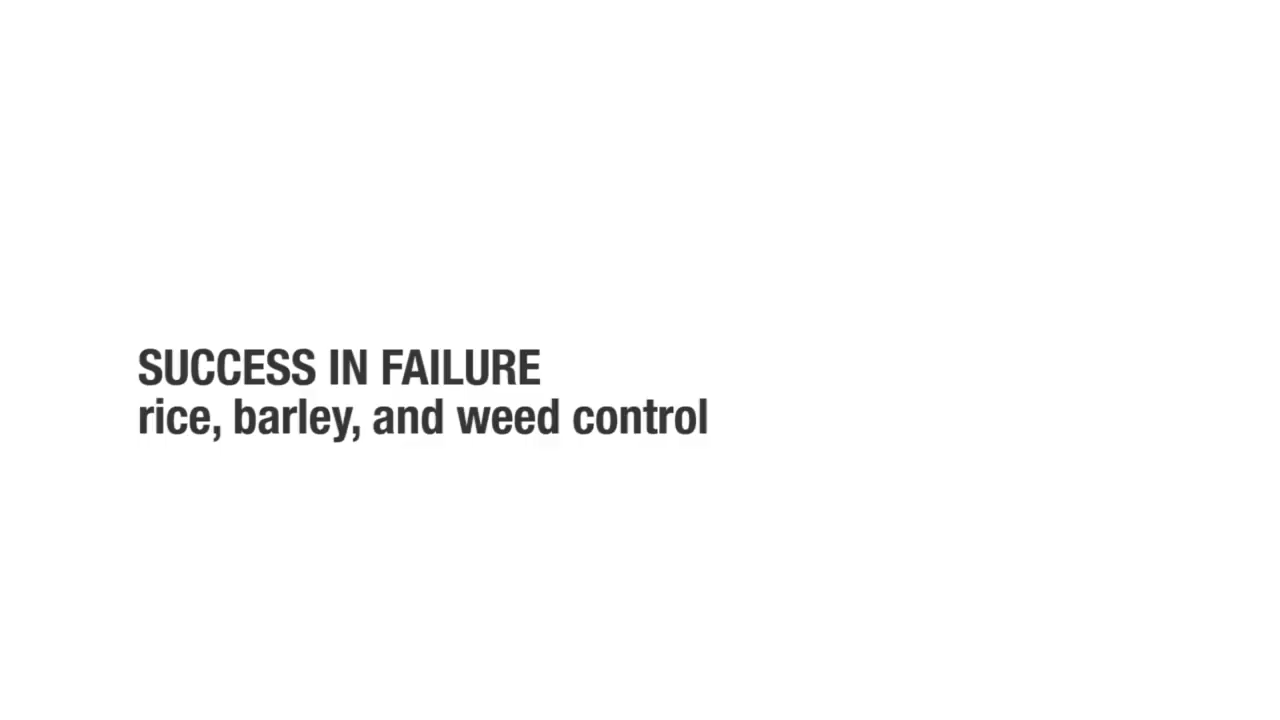 SUCCESS IN FAILURE
rice, barley, and weed control